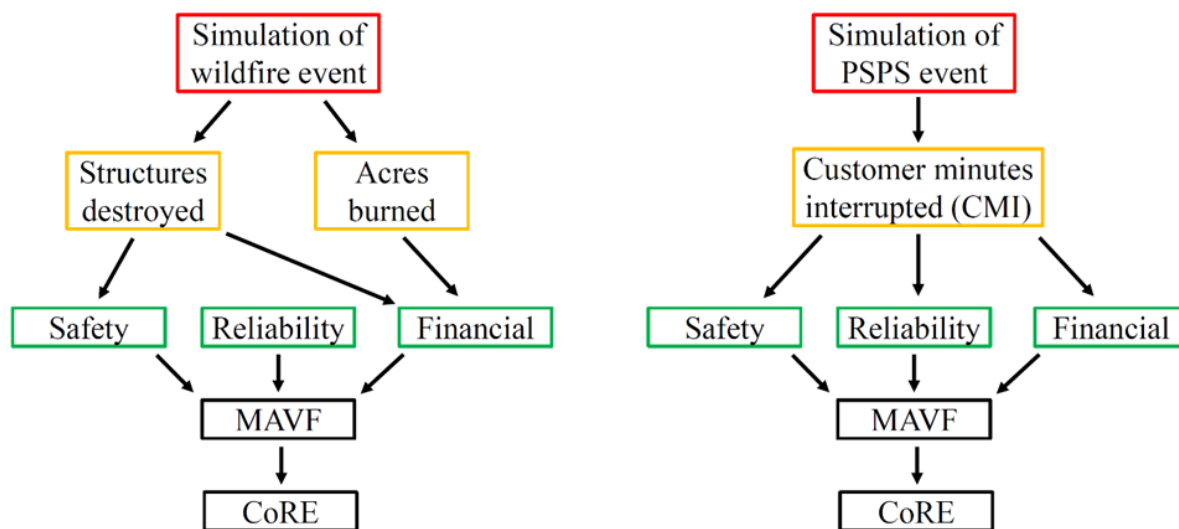 Simulation of
wildfire event
Structures
destroyed
Acres
burned
Safety
Reliability
Financial
MAVF
CoRE
Simulation of
PSPS event
Customer minutes
interrupted (CMI)
Safety
Reliability
Financial
MAVF
CoRE